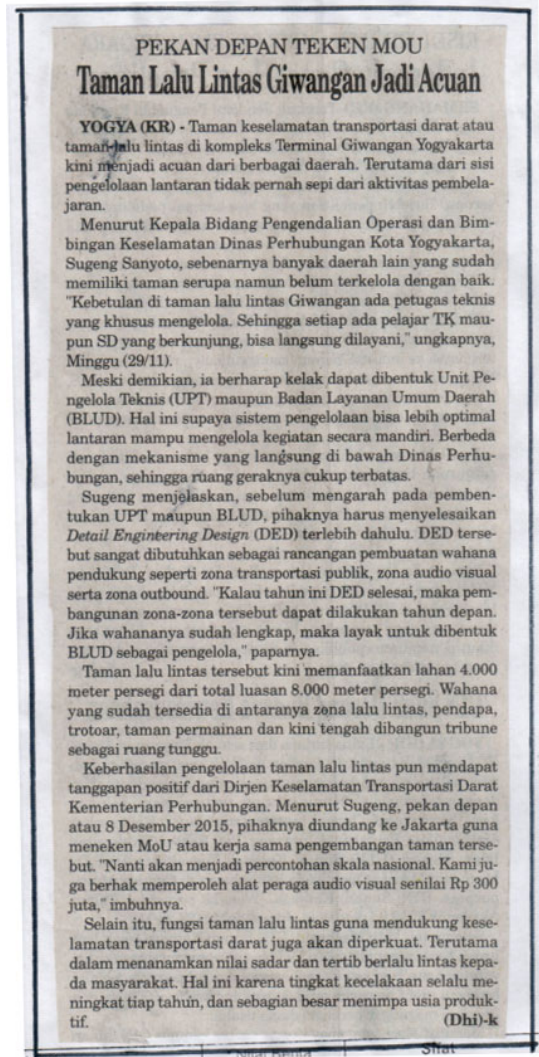 PEKAN DEPAN TEKEN MOU
Taman Lalu Lintas Giwangan Jadi Acuan
YOGYA (KR) - Taman keselamatan transportasi darat atau
taman lalu lintas di kompleks Terminal Giwangan Yogyakarta
kini menjadi acuan dari berbagai daerah. Terutama dari sisi
pengelolaan lantaran tidak pernah sepi dari aktivitas pembela-
jaran.
Menurut Kepala Bidang Pengendalian Operasi dan Bim-
bingan Keselamatan Dinas Perhubungan Kota Yogyakarta,
Sugeng Sanyoto, sebenarnya banyak daerah lain yang sudah
memiliki taman serupa namun belum terkelola dengan baik.
"Kebetulan di taman lalu lintas Giwangan ada petugas teknis
yang khusus mengelola. Sehingga setiap ada pelajar TK mau-
pun SD yang berkunjung, bisa langsung dilayani," ungkapnya,
Minggu (29/11).
Meski demikian, ia berharap kelak dapat dibentuk Unit Pe-
ngelola Teknis (UPT) maupun Badan Layanan Umum Daerah
(BLUD). Hal ini supaya sistem pengelolaan bisa lebih optimal
lantaran mampu mengelola kegiatan secara mandiri. Berbeda
dengan mekanisme yang langsung di bawah Dinas Perhu-
bungan, sehingga ruang geraknya cukup terbatas.
Sugeng menjelaskan, sebelum mengarah pada pemben-
tukan UPT maupun BLUD, pihaknya harus menyelesaikan
Detail Engintering Design (DED) terlebih dahulu. DED terse-
but sangat dibutuhkan sebagai rancangan pembuatan wahana
pendukung seperti zona transportasi publik, zona audio visual
serta zona outbound. "Kalau tahun ini DED selesai, maka pem-
bangunan zona-zona tersebut dapat dilakukan tahun depan.
Jika wahananya sudah lengkap, maka layak untuk dibentuk
BLUD sebagai pengelola," paparnya.
Taman lalu lintas tersebut kini memanfaatkan lahan 4.000
meter persegi dari total luasan 8.000 meter persegi. Wahana
yang sudah tersedia di antaranya zona lalu lintas, pendapa,
trotoar, taman permainan dan kini tengah dibangun tribune
sebagai ruang tunggu.
Keberhasilan pengelolaan taman lalu lintas pun mendapat
tanggapan positif dari Dirjen Keselamatan Transportasi Darat
Kementerian Perhubungan. Menurut Sugeng, pekan depan
atau 8 Desember 2015, pihaknya diundang ke Jakarta guna
meneken MoU atau kerja sama pengembangan taman terse-
but. "Nanti akan menjadi percontohan skala nasional. Kami ju-
ga berhak memperoleh alat peraga audio visual senilai Rp 300
juta," imbuhnya.
Selain itu, fungsi taman lalu lintas guna mendukung kese-
lamatan transportasi darat juga akan diperkuat. Terutama
dalam menanamkan nilai sadar dan tertib berlalu lintas kepa-
da masyarakat. Hal ini karena tingkat kecelakaan selalu me-
ningkat tiap tahun, dan sebagian besar menimpa usia produk-
tif. (Dhi)-k